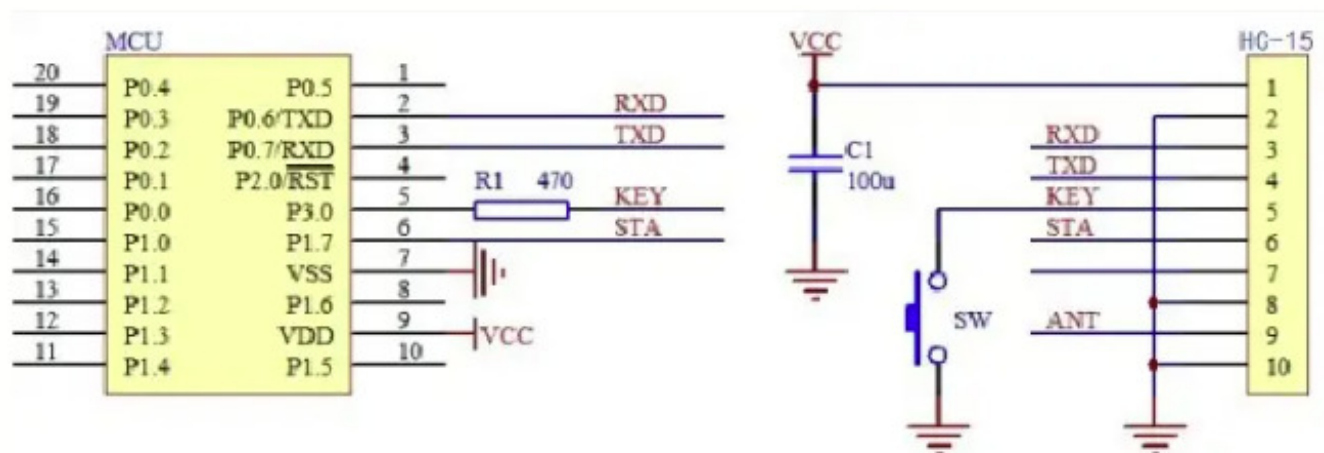 MCU
20 P0.4 P0.5 1
19 P0.3 P0.6/TXD 2 RXD
18 P0.2 P0.7/RXD 3 TXD
17 P0.1 P2.0/RST 4
16 P0.0 P3.0 5 R1 470 KEY
15 P1.0 P1.7 6 STA
14 P1.1 VSS 7
13 P1.2 P1.6 8
12 P1.3 VDD 9 VCC
11 P1.4 P1.5 10
VCC
C1
100u
SW
HC-15
1
2
RXD 3
TXD 4
KEY 5
STA 6
7
8
ANT 9
10